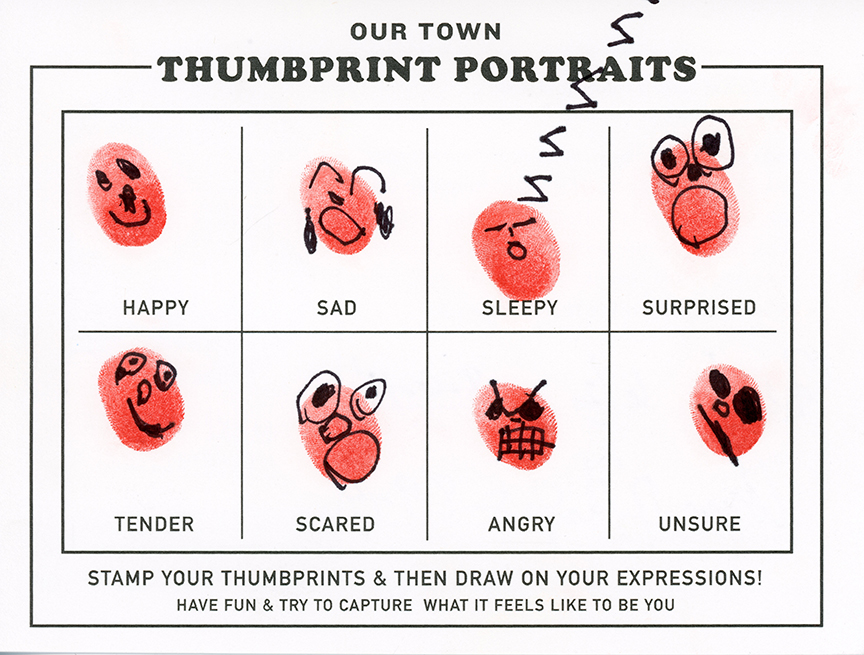 OUR TOWN
THUMBPRINT PORTRAITS
HAPPY SAD SLEEPY SURPRISED
TENDER SCARED ANGRY UNSURE
STAMP YOUR THUMBPRINTS & THEN DRAW ON YOUR EXPRESSIONS!
HAVE FUN & TRY TO CAPTURE WHAT IT FEELS LIKE TO BE YOU